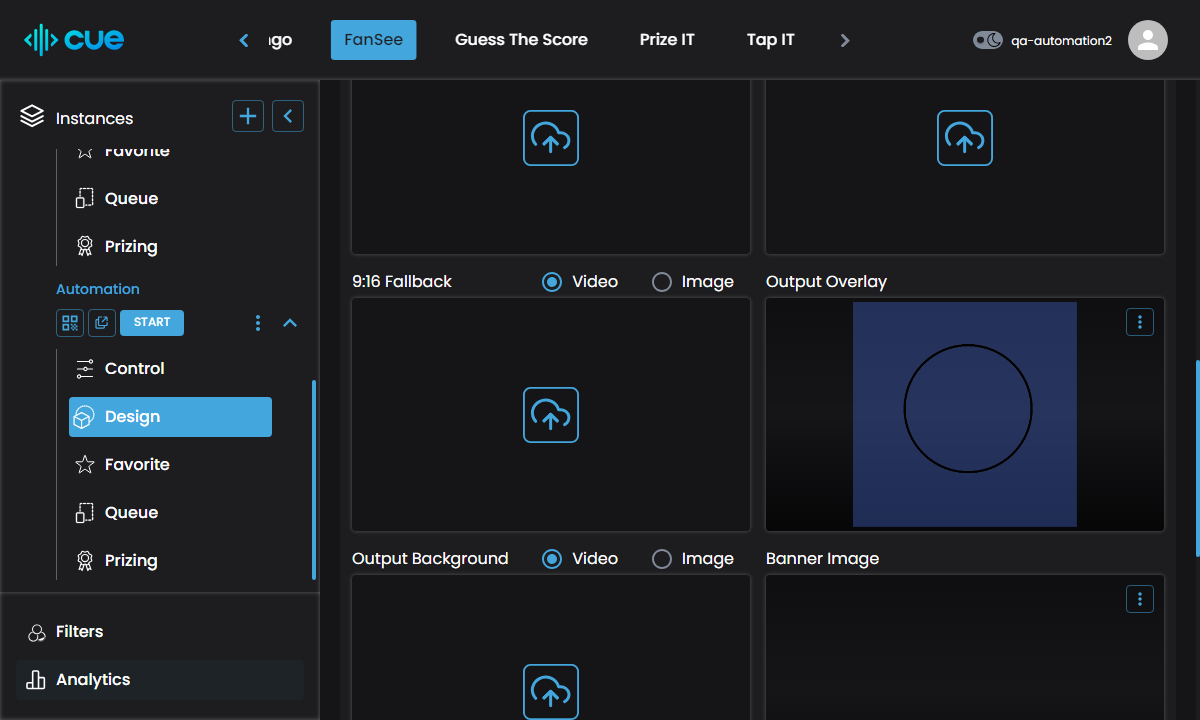 cue
FanSee
Guess The Score
Prize IT
Tap IT
qa-automation2
Instances
Favorite
Queue
Prizing
Automation
START
Control
Design
Favorite
Queue
Prizing
Filters
Analytics
9:16 Fallback Video Image
Output Overlay
Output Background Video Image
Banner Image